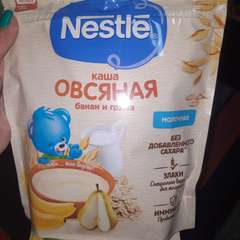 Nestlé
каша
ОВСЯНАЯ
банан и груша
МОЛОЧНАЯ
БЕЗ
ДОБАВЛЕННОГО
САХАРА
ЗЛАКИ